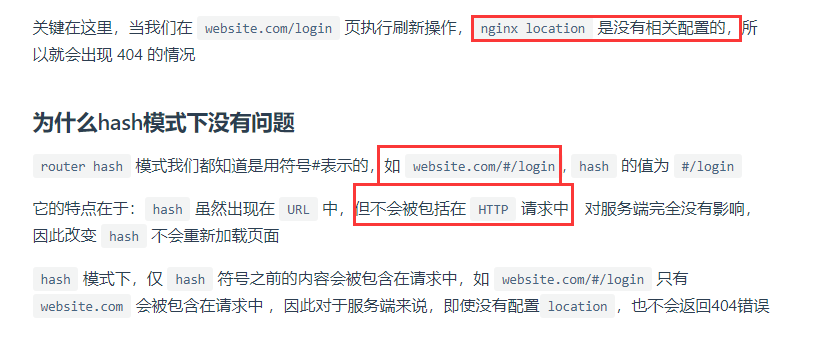 关键在这里，当我们在 website.com/login 页执行刷新操作，nginx location 是没有相关配置的，所
以就会出现 404 的情况
为什么hash模式下没有问题
router hash 模式我们都知道是用符号#表示的，如 website.com/#/login，hash 的值为 #/login
它的特点在于：hash 虽然出现在 URL 中，但不会被包括在 HTTP 请求中 对服务端完全没有影响，
因此改变 hash 不会重新加载页面
hash 模式下，仅 hash 符号之前的内容会被包含在请求中，如 website.com/#/login 只有
website.com 会被包含在请求中 ，因此对于服务端来说，即使没有配置 location，也不会返回404错误